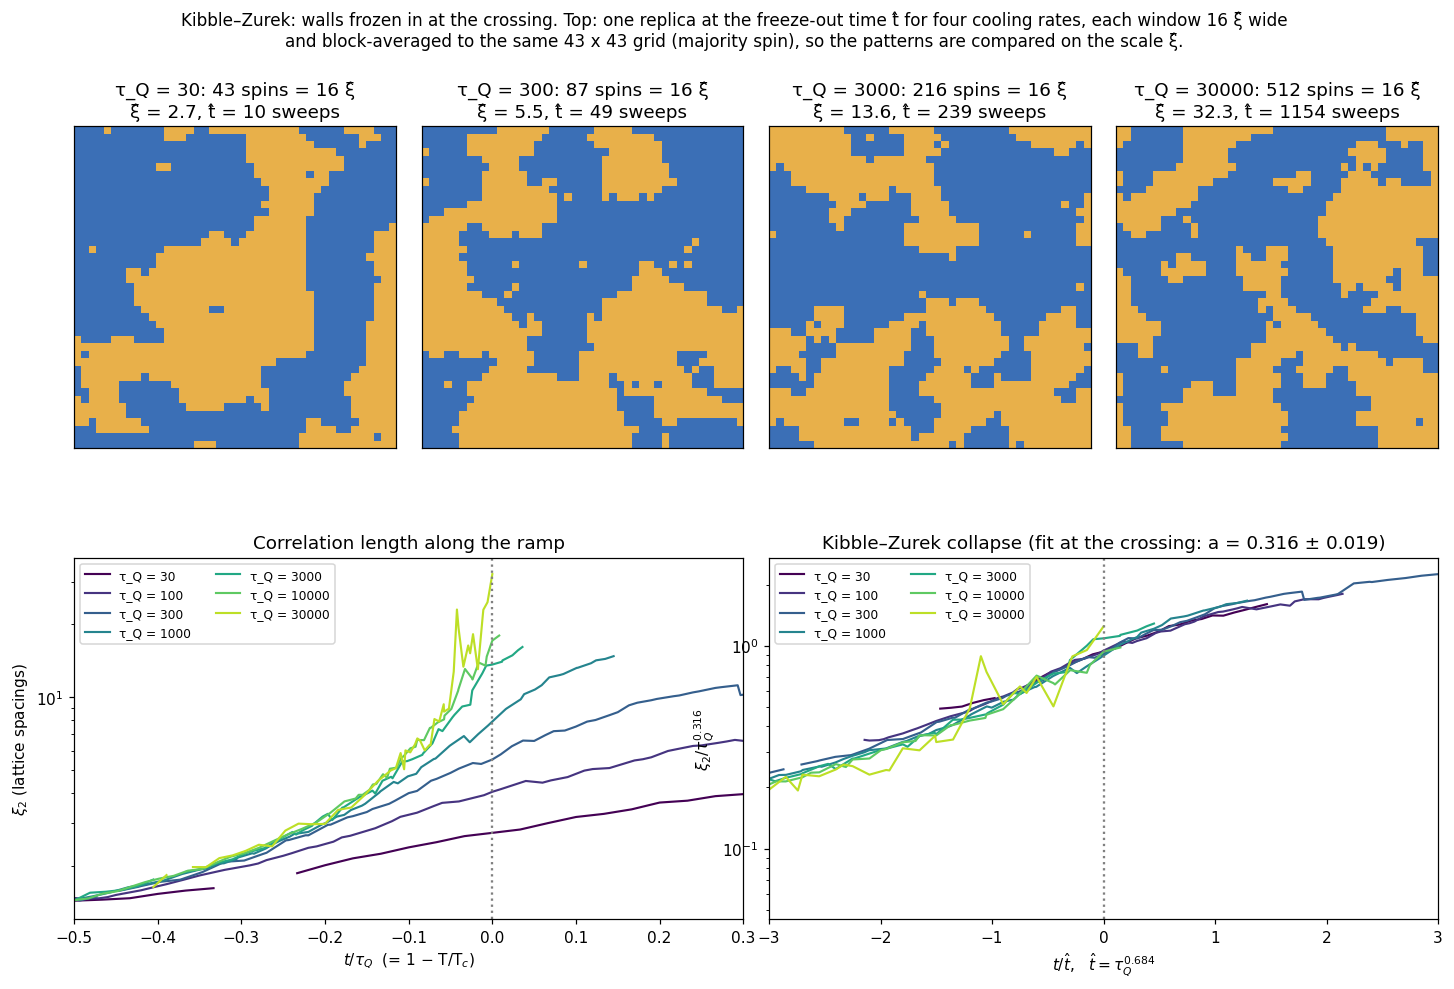 Kibble–Zurek: walls frozen in at the crossing. Top: one replica at the freeze-out time t̂ for four cooling rates, each window 16 ξ̂ wide
and block-averaged to the same 43 x 43 grid (majority spin), so the patterns are compared on the scale ξ̂.
τ_Q = 30: 43 spins = 16 ξ̂
ξ̂ = 2.7, t̂ = 10 sweeps
τ_Q = 300: 87 spins = 16 ξ̂
ξ̂ = 5.5, t̂ = 49 sweeps
τ_Q = 3000: 216 spins = 16 ξ̂
ξ̂ = 13.6, t̂ = 239 sweeps
τ_Q = 30000: 512 spins = 16 ξ̂
ξ̂ = 32.3, t̂ = 1154 sweeps
Correlation length along the ramp
τ_Q = 30
τ_Q = 100
τ_Q = 300
τ_Q = 1000
τ_Q = 3000
τ_Q = 10000
τ_Q = 30000
ξ₂ (lattice spacings)
10¹
−0.5 −0.4 −0.3 −0.2 −0.1 0.0 0.1 0.2 0.3
t/τ_Q (= 1 − T/T_c)
Kibble–Zurek collapse (fit at the crossing: a = 0.316 ± 0.019)
τ_Q = 30
τ_Q = 100
τ_Q = 300
τ_Q = 1000
τ_Q = 3000
τ_Q = 10000
τ_Q = 30000
ξ₂/τ_Q^0.316
10⁰
10⁻¹
−3 −2 −1 0 1 2 3
t/t̂, t̂ = τ_Q^0.684